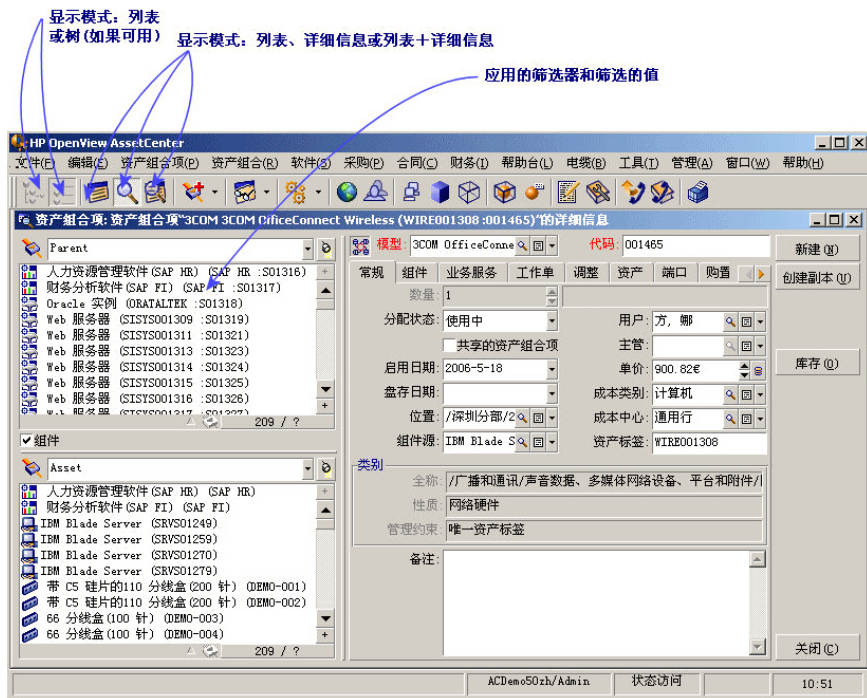 显示模式：列表
或树(如果可用)
显示模式：列表、详细信息或列表＋详细信息
应用的筛选器和筛选的值
HP OpenView AssetCenter
文件(F) 编辑(E) 资产组合项(P) 资产组合(R) 软件(S) 采购(P) 合同(C) 财务(I) 帮助台(L) 电缆(B) 工具(T) 管理(A) 窗口(W) 帮助(H)
资产组合项: 资产组合项"3COM 3COM OfficeConnect Wireless (WIRE001308 :001465)"的详细信息
Parent
人力资源管理软件(SAP HR) (SAP HR :S01316)
财务分析软件(SAP FI) (SAP FI :S01317)
Oracle 实例 (ORATALTEK :S01318)
Web 服务器 (SISYS001309 :S01319)
Web 服务器 (SISYS001311 :S01321)
Web 服务器 (SISYS001313 :S01323)
Web 服务器 (SISYS001314 :S01324)
Web 服务器 (SISYS001315 :S01325)
Web 服务器 (SISYS001316 :S01326)
Web 服务器 (SISYS001317 :S01327)
209 / ?
组件
Asset
人力资源管理软件(SAP HR) (SAP HR)
财务分析软件(SAP FI) (SAP FI)
IBM Blade Server (SRVS01249)
IBM Blade Server (SRVS01259)
IBM Blade Server (SRVS01270)
IBM Blade Server (SRVS01279)
带 C5 硅片的110 分线盒(200 针) (DEMO-001)
带 C5 硅片的110 分线盒(200 针) (DEMO-002)
66 分线盒(100 针) (DEMO-003)
66 分线盒(100 针) (DEMO-004)
209 / ?
模型: 3COM OfficeConne 代码: 001465
常规 组件 业务服务 工作单 调整 资产 端口 购置
数量: 1
分配状态: 使用中 用户: 方, 娜
共享的资产组合项 主管:
启用日期: 2006-5-18 单价: 900.82€
盘存日期: 成本类别: 计算机
位置: /深圳分部/2 成本中心: 通用行
组件源: IBM Blade S 资产标签: WIRE001308
类别
全称: /广播和通讯/声音数据、多媒体网络设备、平台和附件/
性质: 网络硬件
管理约束: 唯一资产标签
备注:
新建(N)
创建副本(U)
库存(O)
关闭(C)
ACDemo50zh/Admin 状态访问 10:51